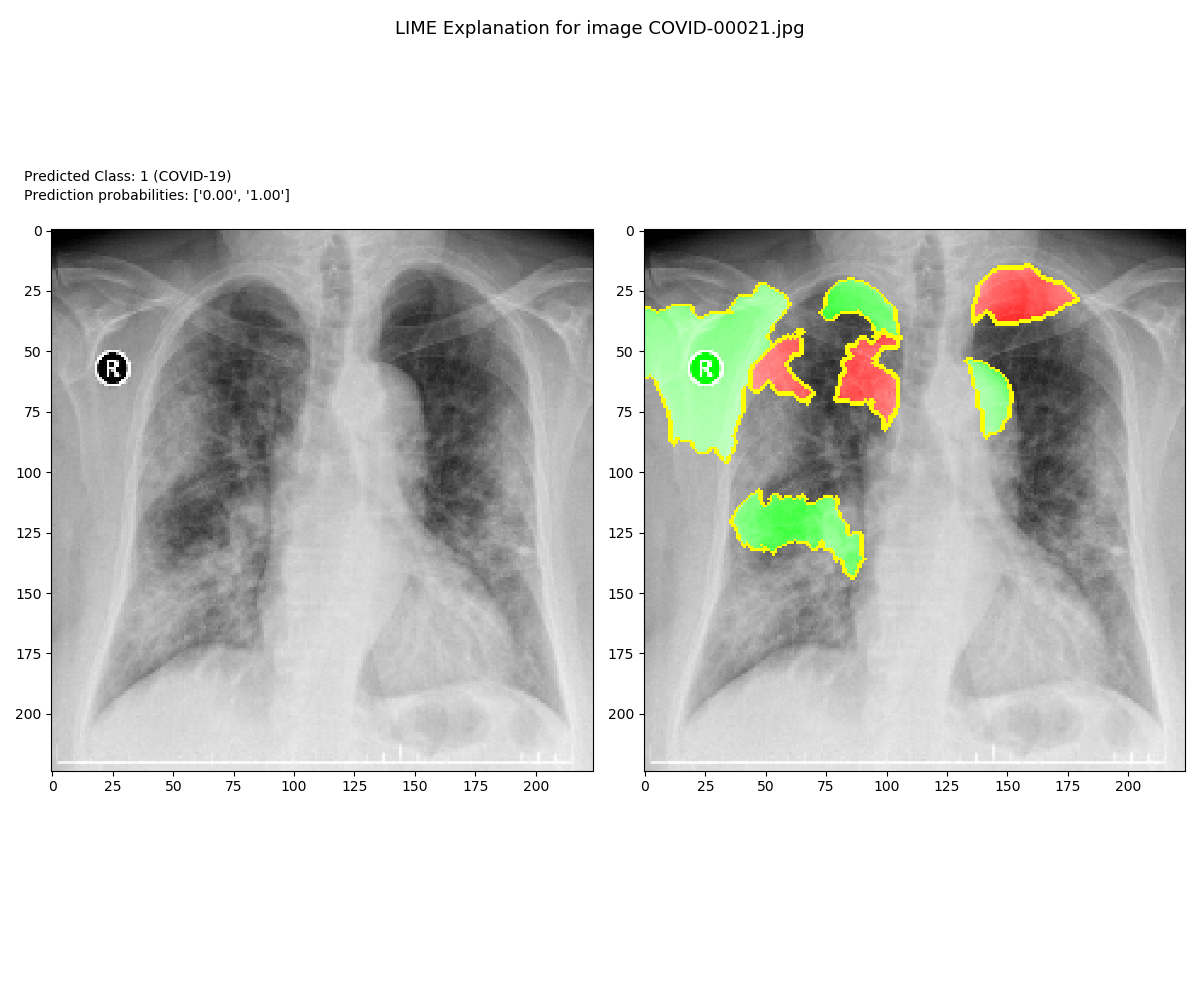 LIME Explanation for image COVID-00021.jpg
Predicted Class: 1 (COVID-19)
Prediction probabilities: ['0.00', '1.00']
0
25
50
75
100
125
150
175
200
R
0 25 50 75 100 125 150 175 200
0
25
50
75
100
125
150
175
200
R
0 25 50 75 100 125 150 175 200